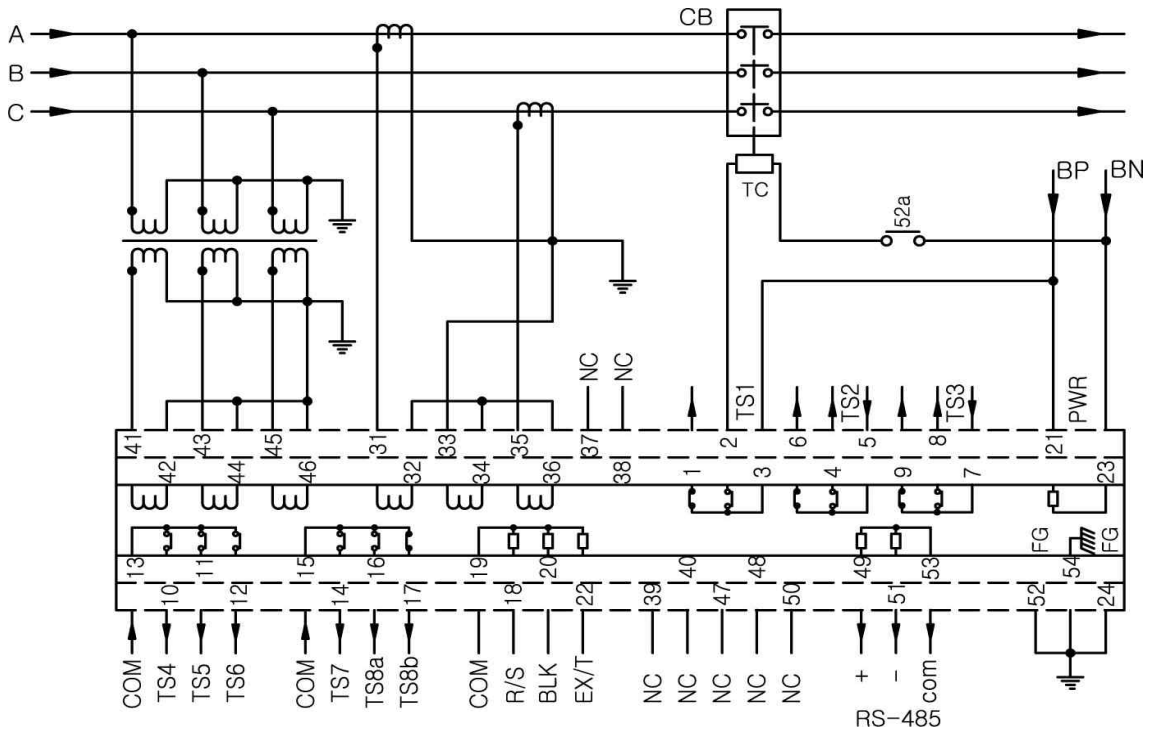 A
B
C
CB
TC
52a
BP
BN
NC
NC
TS1
TS2
TS3
PWR
41
43
45
31
33
35
37
2
6
5
8
21
42
44
46
32
34
36
38
1
3
4
9
7
23
FG
FG
13
11
15
16
19
20
40
48
49
53
54
10
12
14
17
18
22
39
47
50
51
52
24
COM
TS4
TS5
TS6
COM
TS7
TS8a
TS8b
COM
R/S
BLK
EX/T
NC
NC
NC
NC
NC
+
-
com
RS-485